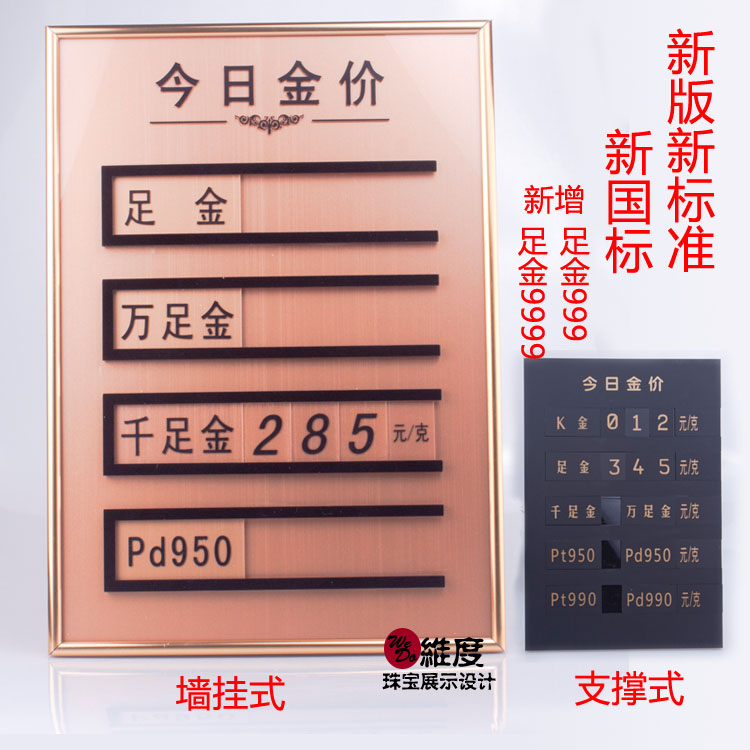 今日金价
足金
万足金
千足金 285 元/克
Pd950
新版新标准
新国标
新增 足金999
足金9999
今日金价
K金 012 元/克
足金 345 元/克
千足金 万足金 元/克
Pt950 Pd950 元/克
Pt990 Pd990 元/克
We Do 維度
珠宝展示设计
墙挂式
支撑式